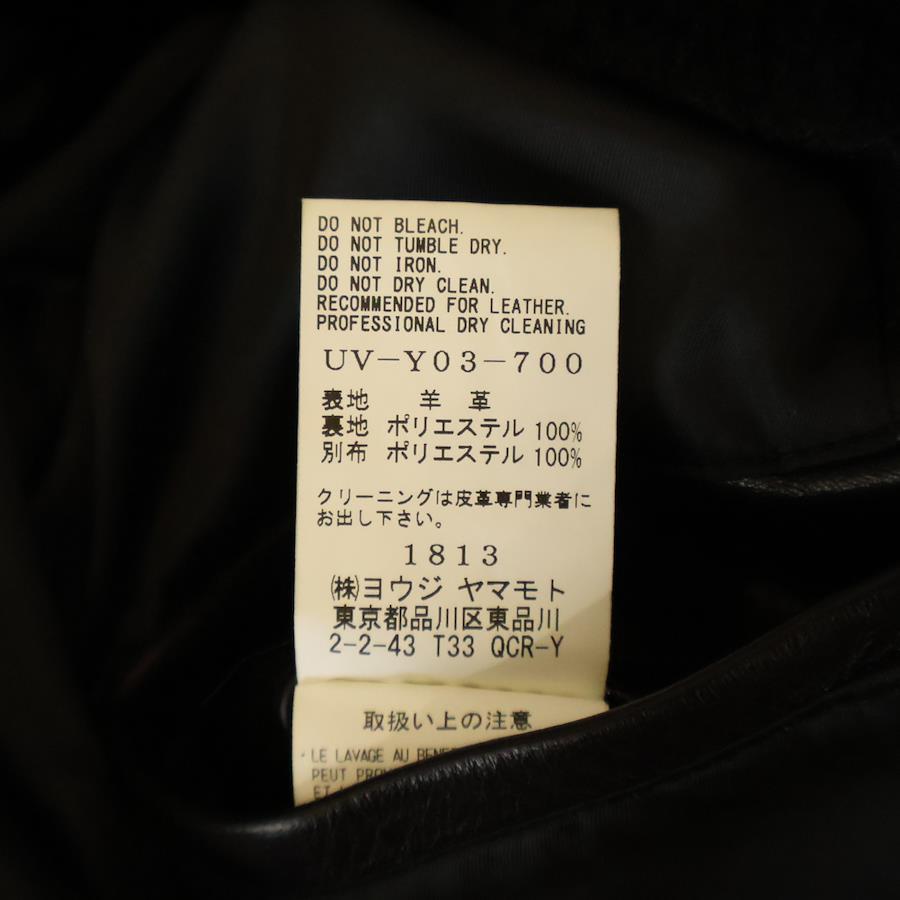 DO NOT BLEACH.
DO NOT TUMBLE DRY.
DO NOT IRON.
DO NOT DRY CLEAN.
RECOMMENDED FOR LEATHER.
PROFESSIONAL DRY CLEANING
UV-Y03-700
表地 羊 革
裏地 ポリエステル 100%
別布 ポリエステル 100%
クリーニングは皮革専門業者に
お出し下さい。
1813
㈱ヨウジ ヤマモト
東京都品川区東品川
2-2-43 T33 QCR-Y
取扱い上の注意
・LE LAVAGE AU
PEUT
ET